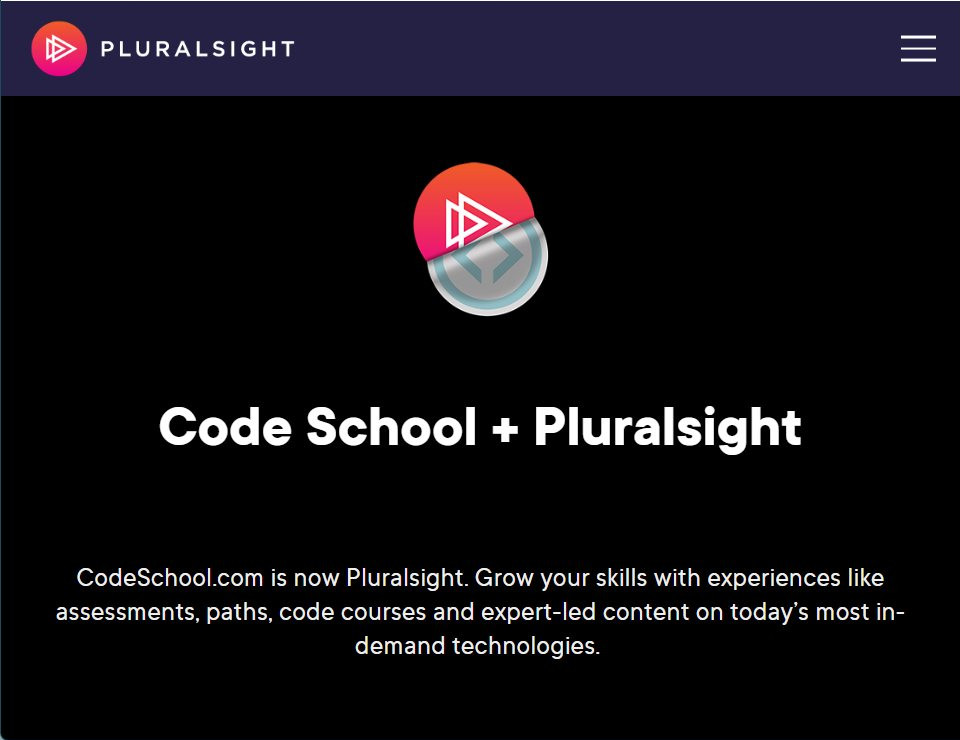 PLURALSIGHT
Code School + Pluralsight
CodeSchool.com is now Pluralsight. Grow your skills with experiences like
assessments, paths, code courses and expert-led content on today’s most in-
demand technologies.